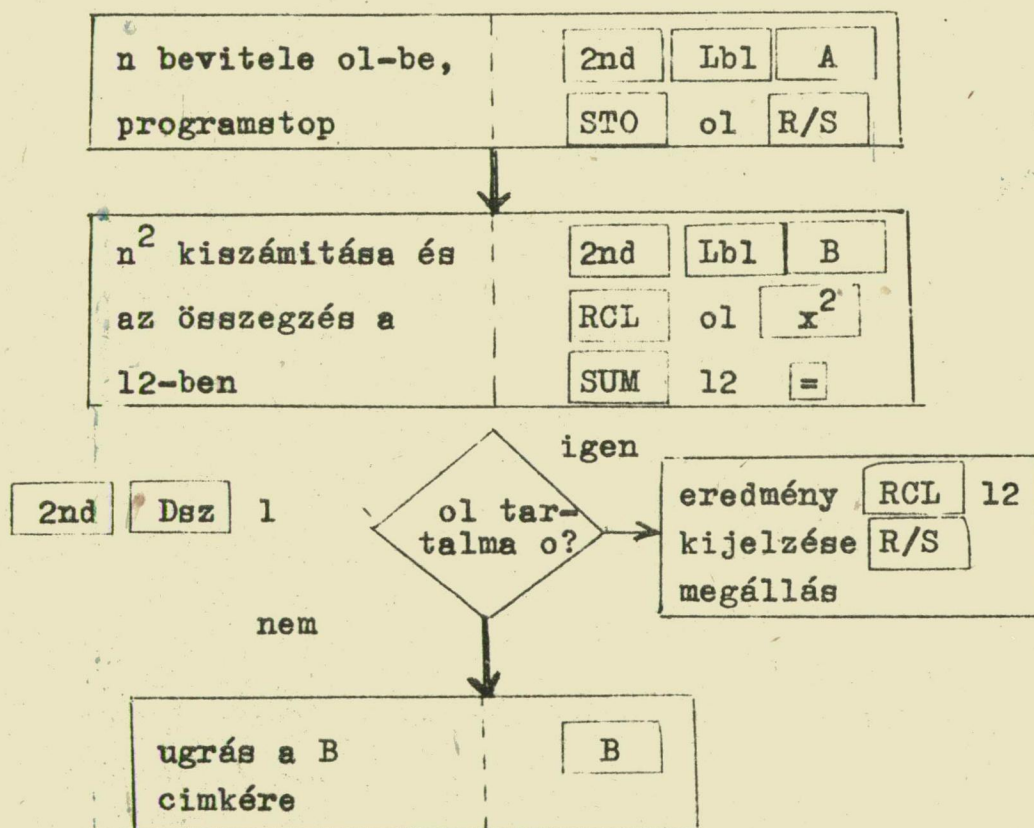 n bevitele ol-be, 2nd Lbl A
programstop STO ol R/S
n² kiszámitása és 2nd Lbl B
az összegzés a RCL ol x²
12-ben SUM 12 =
igen
2nd Dsz 1 ol tar- eredmény RCL 12
talma o? kijelzése R/S
megállás
nem
ugrás a B B
cimkére